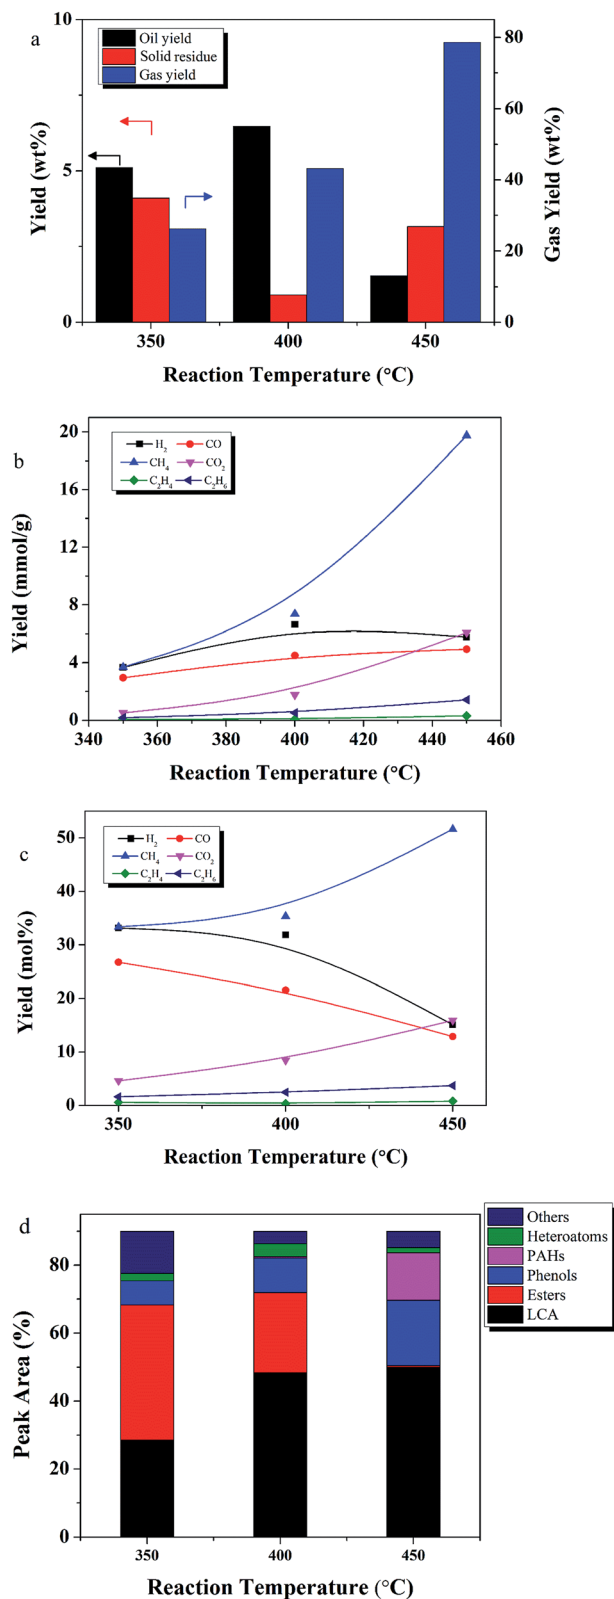 a
10
5
0
Yield (wt%)
Oil yield
Solid residue
Gas yield
80
60
40
20
0
Gas Yield (wt%)
350 400 450
Reaction Temperature (°C)
b
20
16
12
8
4
0
Yield (mmol/g)
H₂ CO
CH₄ CO₂
C₂H₄ C₂H₆
340 360 380 400 420 440 460
Reaction Temperature (°C)
c
50
40
30
20
10
0
Yield (mol%)
H₂ CO
CH₄ CO₂
C₂H₄ C₂H₆
350 400 450
Reaction Temperature (°C)
d
80
60
40
20
0
Peak Area (%)
Others
Heteroatoms
PAHs
Phenols
Esters
LCA
350 400 450
Reaction Temperature (°C)